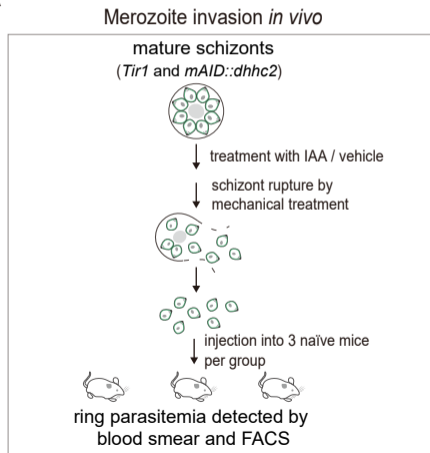 Merozoite invasion in vivo
mature schizonts
(Tir1 and mAID::dhhc2)
treatment with IAA / vehicle
schizont rupture by
mechanical treatment
injection into 3 naïve mice
per group
ring parasitemia detected by
blood smear and FACS